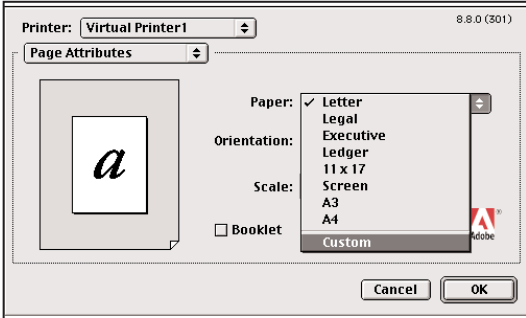 8.8.0 (301)
Printer: Virtual Printer1
Page Attributes
a
Paper: ✓ Letter
Legal
Executive
Orientation:
Ledger
11 x 17
Scale: Screen
A3
A4
Booklet
Custom
Adobe
Cancel OK